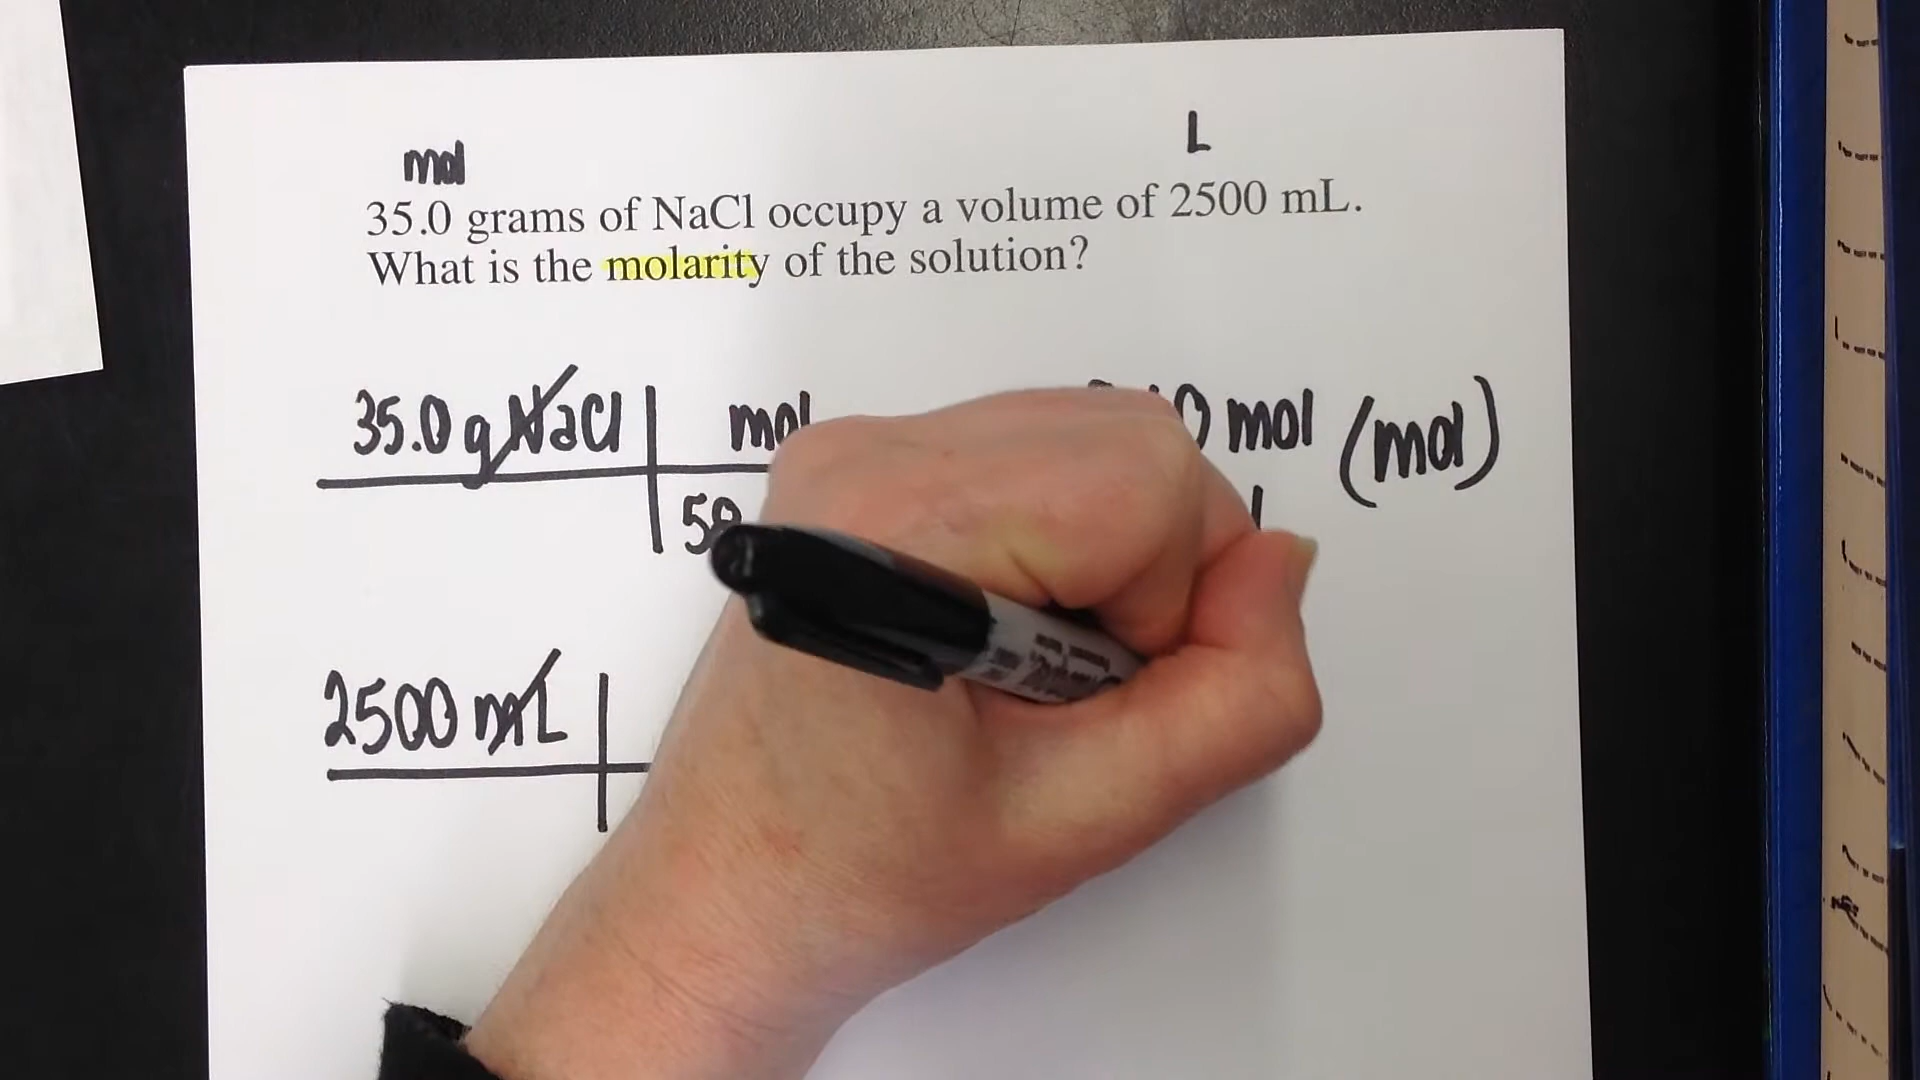 mol L
35.0 grams of NaCl occupy a volume of 2500 mL.
What is the molarity of the solution?
35.0 g NaCl mol mol (mol)
2500 mL